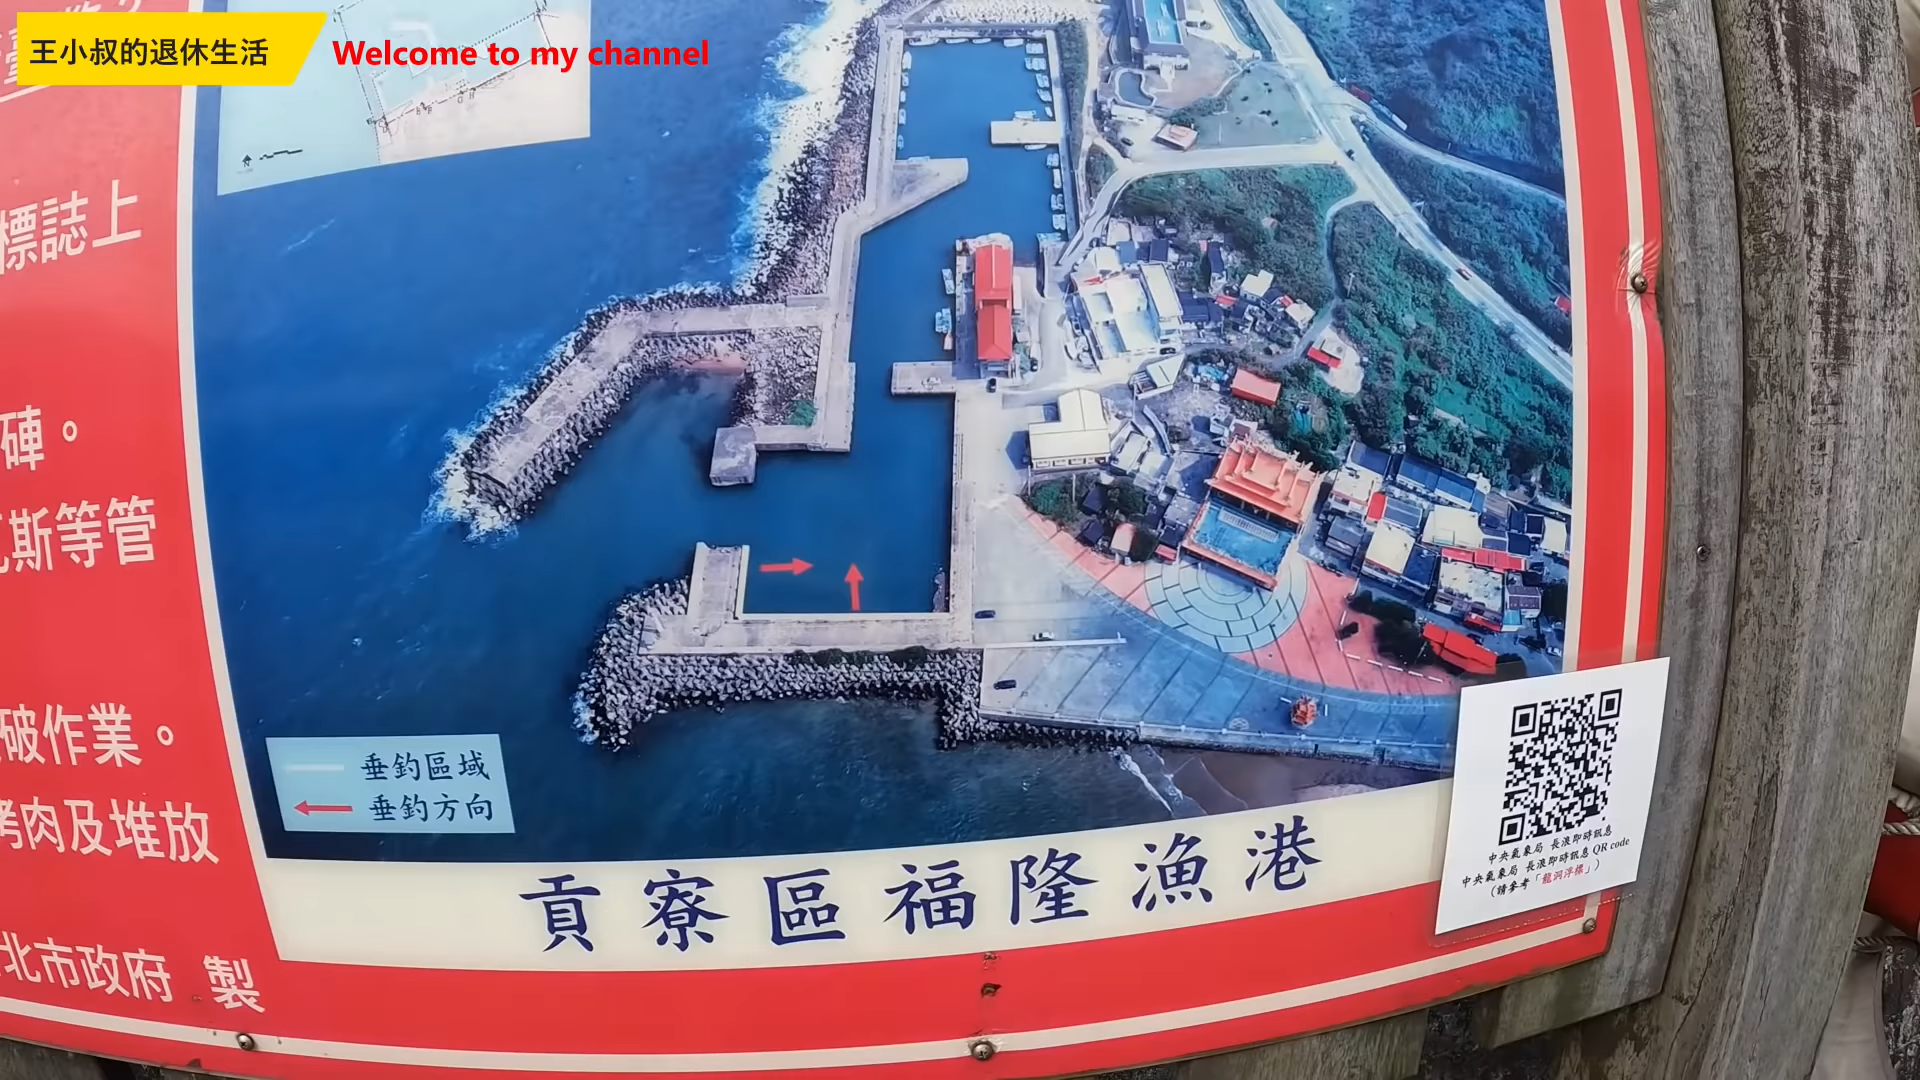 王小叔的退休生活
Welcome to my channel
標誌上
磚。
斯等管
破作業。
烤肉及堆放
北市政府 製
垂釣區域
垂釣方向
貢寮區福隆漁港
中央氣象局 長浪即時訊息
中央氣象局 長浪即時訊息 QR code
(請參考「龍洞浮標」)